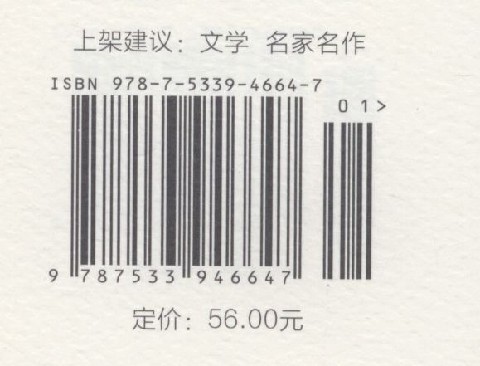 上架建议：文学 名家名作
ISBN 978-7-5339-4664-7
01>
9 787533 946647
定价：56.00元